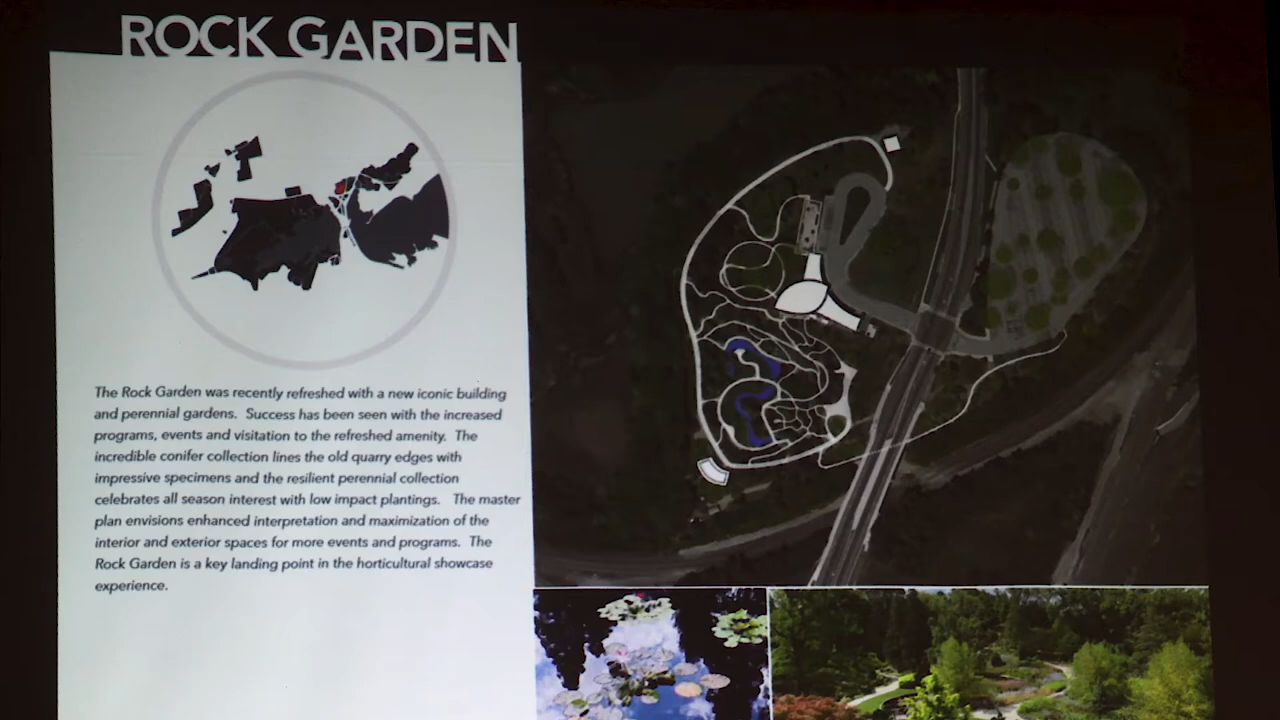 ROCK GARDEN
The Rock Garden was recently refreshed with a new iconic building
and perennial gardens. Success has been seen with the increased
programs, events and visitation to the refreshed amenity. The
incredible conifer collection lines the old quarry edges with
impressive specimens and the resilient perennial collection
celebrates all season interest with low impact plantings. The master
plan envisions enhanced interpretation and maximization of the
interior and exterior spaces for more events and programs. The
Rock Garden is a key landing point in the horticultural showcase
experience.